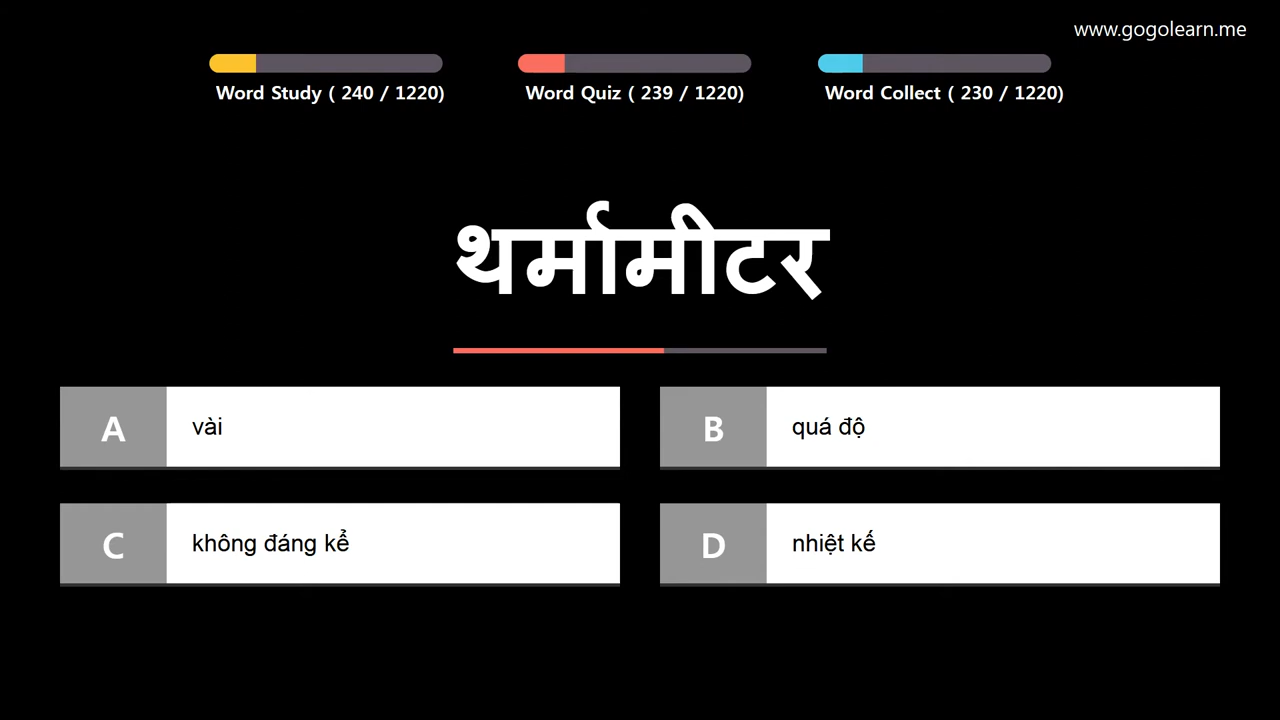 www.gogolearn.me
Word Study ( 240 / 1220)
Word Quiz ( 239 / 1220)
Word Collect ( 230 / 1220)
थर्मामीटर
A
vài
B
quá độ
C
không đáng kể
D
nhiệt kế